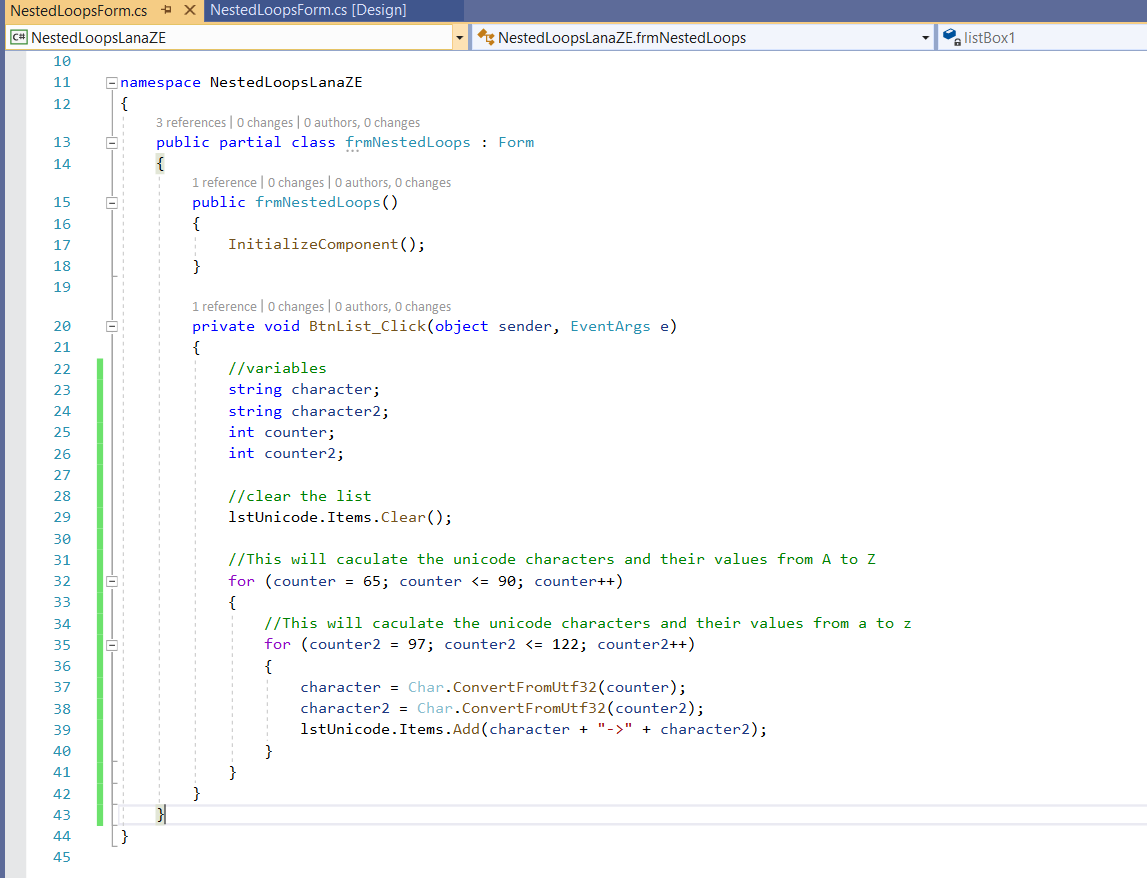 NestedLoopsForm.cs NestedLoopsForm.cs [Design]
C# NestedLoopsLanaZE NestedLoopsLanaZE.frmNestedLoops listBox1
10
11 namespace NestedLoopsLanaZE
12 {
3 references | 0 changes | 0 authors, 0 changes
13 public partial class frmNestedLoops : Form
14 {
1 reference | 0 changes | 0 authors, 0 changes
15 public frmNestedLoops()
16 {
17 InitializeComponent();
18 }
19
1 reference | 0 changes | 0 authors, 0 changes
20 private void BtnList_Click(object sender, EventArgs e)
21 {
22 //variables
23 string character;
24 string character2;
25 int counter;
26 int counter2;
27
28 //clear the list
29 lstUnicode.Items.Clear();
30
31 //This will caculate the unicode characters and their values from A to Z
32 for (counter = 65; counter <= 90; counter++)
33 {
34 //This will caculate the unicode characters and their values from a to z
35 for (counter2 = 97; counter2 <= 122; counter2++)
36 {
37 character = Char.ConvertFromUtf32(counter);
38 character2 = Char.ConvertFromUtf32(counter2);
39 lstUnicode.Items.Add(character + "->" + character2);
40 }
41 }
42 }
43 }
44 }
45